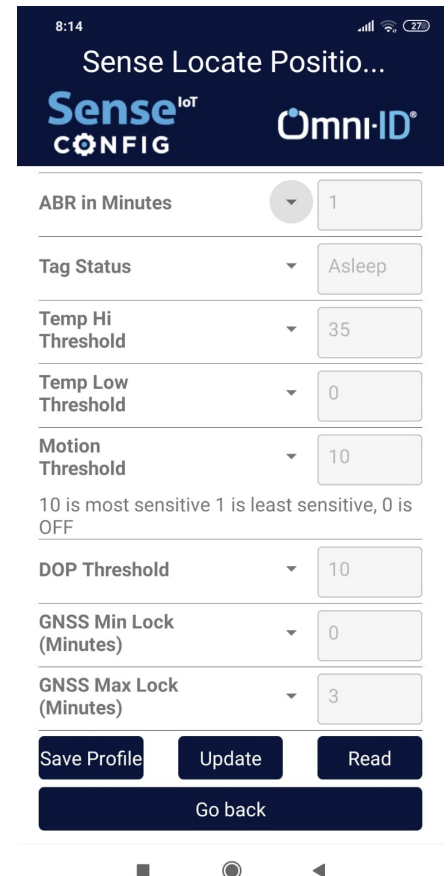 8:14
27
Sense Locate Positio...
Sense IoT
CONFIG
Omni-ID®
ABR in Minutes
1
Tag Status
Asleep
Temp Hi
Threshold
35
Temp Low
Threshold
0
Motion
Threshold
10
10 is most sensitive 1 is least sensitive, 0 is
OFF
DOP Threshold
10
GNSS Min Lock
(Minutes)
0
GNSS Max Lock
(Minutes)
3
Save Profile
Update
Read
Go back